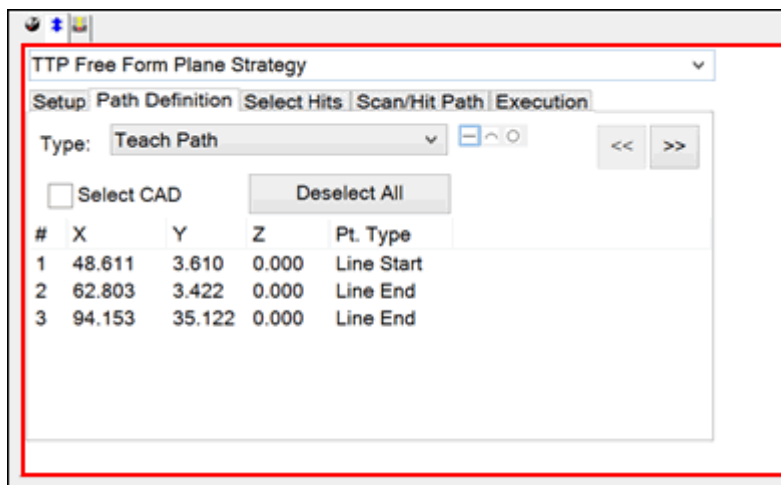 TTP Free Form Plane Strategy
Setup Path Definition Select Hits Scan/Hit Path Execution
Type: Teach Path << >>
Select CAD Deselect All
# X Y Z Pt. Type
1 48.611 3.610 0.000 Line Start
2 62.803 3.422 0.000 Line End
3 94.153 35.122 0.000 Line End